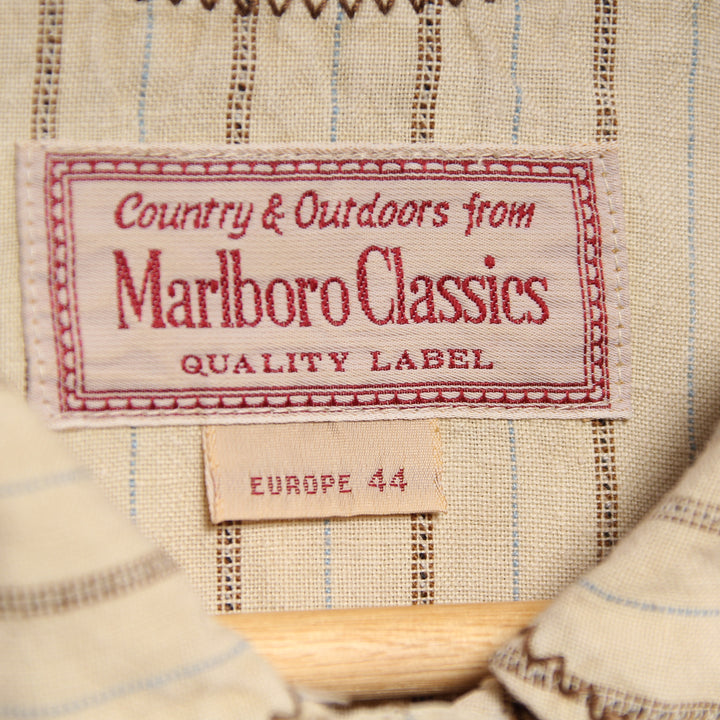 Country & Outdoors from
Marlboro Classics
QUALITY LABEL
EUROPE 44